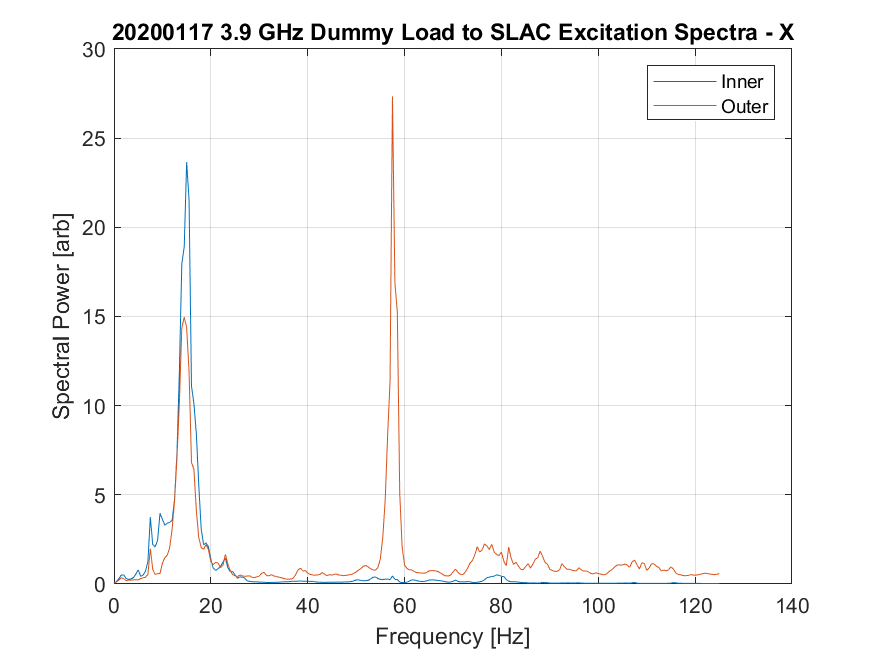 20200117 3.9 GHz Dummy Load to SLAC Excitation Spectra - X
Inner
Outer
Spectral Power [arb]
30
25
20
15
10
5
0
0 20 40 60 80 100 120 140
Frequency [Hz]